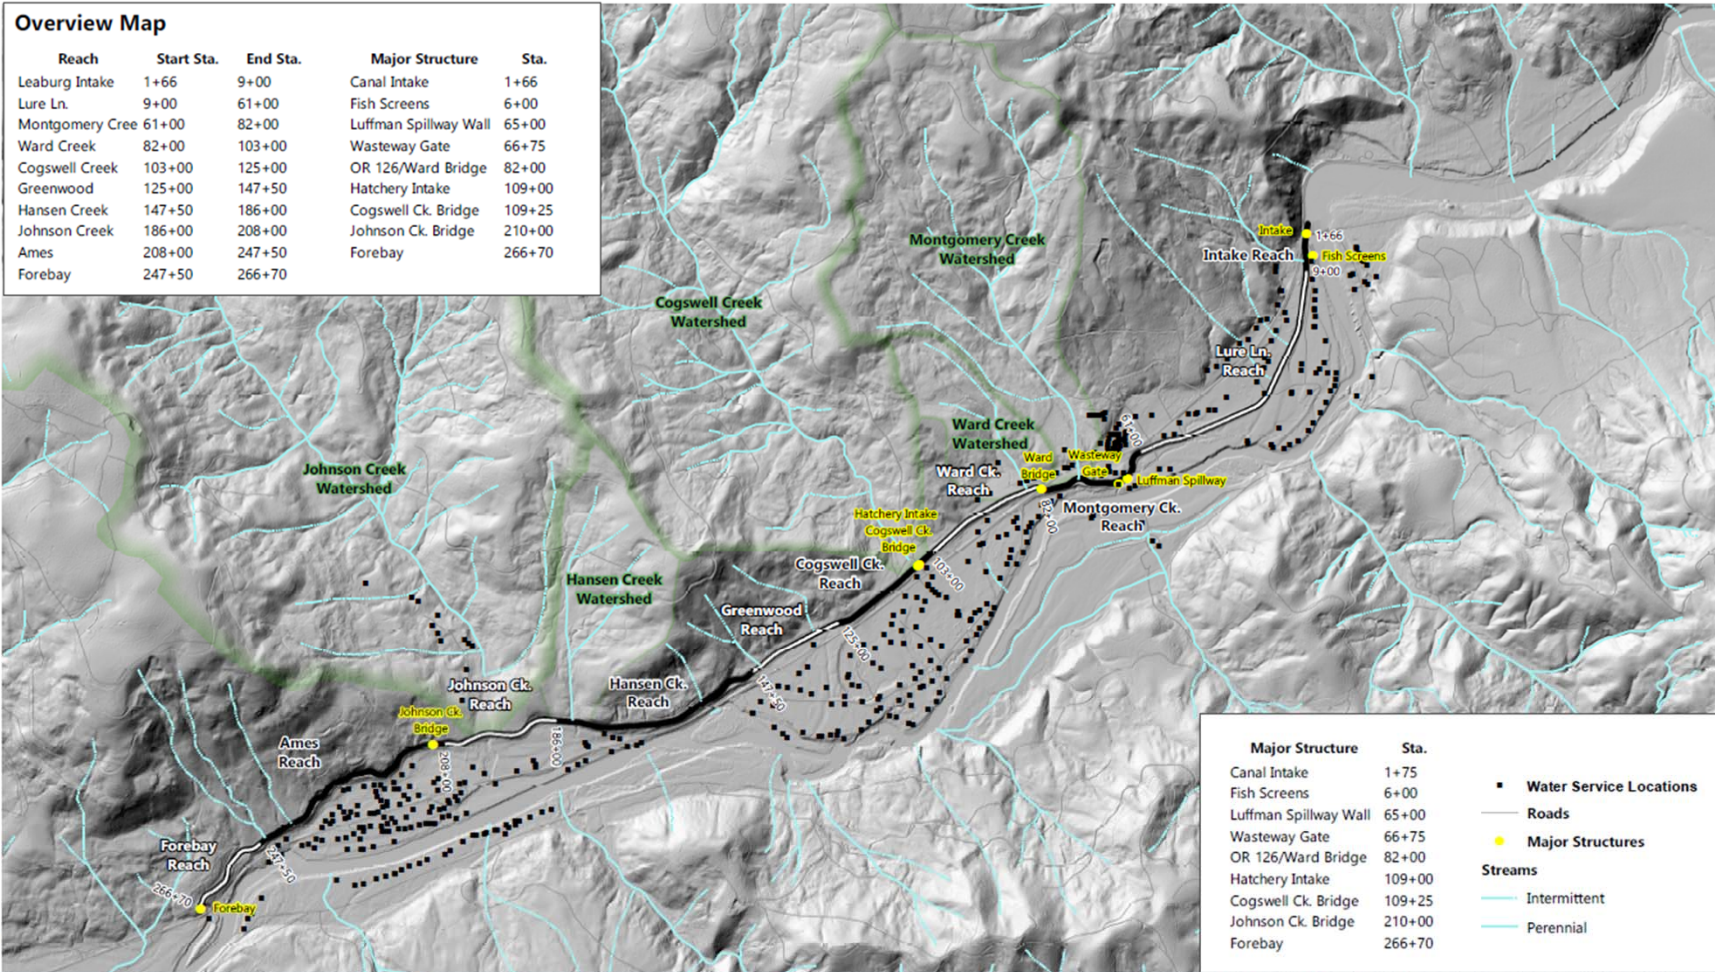 Overview Map
Reach Start Sta. End Sta. Major Structure Sta.
Leaburg Intake 1+66 9+00 Canal Intake 1+66
Lure Ln. 9+00 61+00 Fish Screens 6+00
Montgomery Cree 61+00 82+00 Luffman Spillway Wall 65+00
Ward Creek 82+00 103+00 Wasteway Gate 66+75
Cogswell Creek 103+00 125+00 OR 126/Ward Bridge 82+00
Greenwood 125+00 147+50 Hatchery Intake 109+00
Hansen Creek 147+50 186+00 Cogswell Ck. Bridge 109+25
Johnson Creek 186+00 208+00 Johnson Ck. Bridge 210+00
Ames 208+00 247+50 Forebay 266+70
Forebay 247+50 266+70
Montgomery Creek
Watershed
Intake
1+66
Intake Reach
Fish Screens
9+00
Cogswell Creek
Watershed
Lure Ln.
Reach
61+00
Ward Creek
Watershed
Ward
Bridge
Wasteway
Gate
Luffman Spillway
Johnson Creek
Watershed
Ward Ck.
Reach
Montgomery Ck.
Reach
82+00
Hatchery Intake
Cogswell Ck.
Bridge
Cogswell Ck.
Reach
103+00
Hansen Creek
Watershed
Greenwood
Reach
125+00
Hansen Ck.
Reach
147+50
Johnson Ck.
Reach
Johnson Ck.
Bridge
186+00
Ames
Reach
208+00
Forebay
Reach
247+50
266+70
Forebay
Major Structure Sta.
Canal Intake 1+75
Fish Screens 6+00
Luffman Spillway Wall 65+00
Wasteway Gate 66+75
OR 126/Ward Bridge 82+00
Hatchery Intake 109+00
Cogswell Ck. Bridge 109+25
Johnson Ck. Bridge 210+00
Forebay 266+70
Water Service Locations
Roads
Major Structures
Streams
Intermittent
Perennial